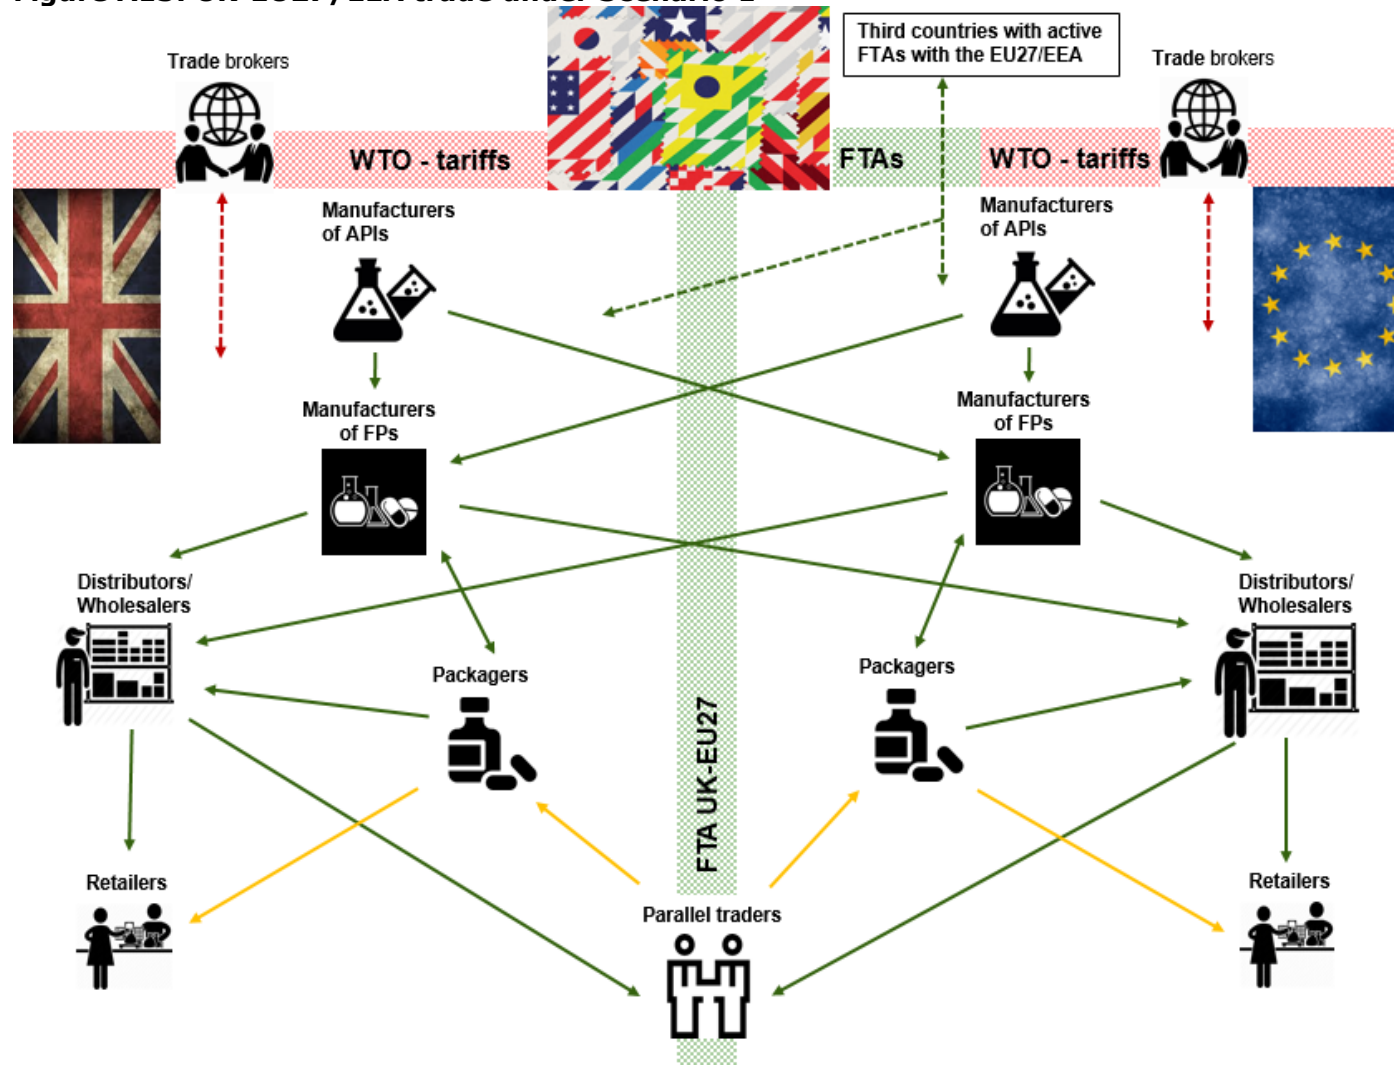 Third countries with active
FTAs with the EU27/EEA
Trade brokers
Trade brokers
WTO - tariffs
FTAs
WTO - tariffs
Manufacturers
of APIs
Manufacturers
of APIs
Manufacturers
of FPs
Manufacturers
of FPs
Distributors/
Wholesalers
Distributors/
Wholesalers
Packagers
Packagers
FTA UK-EU27
Retailers
Retailers
Parallel traders